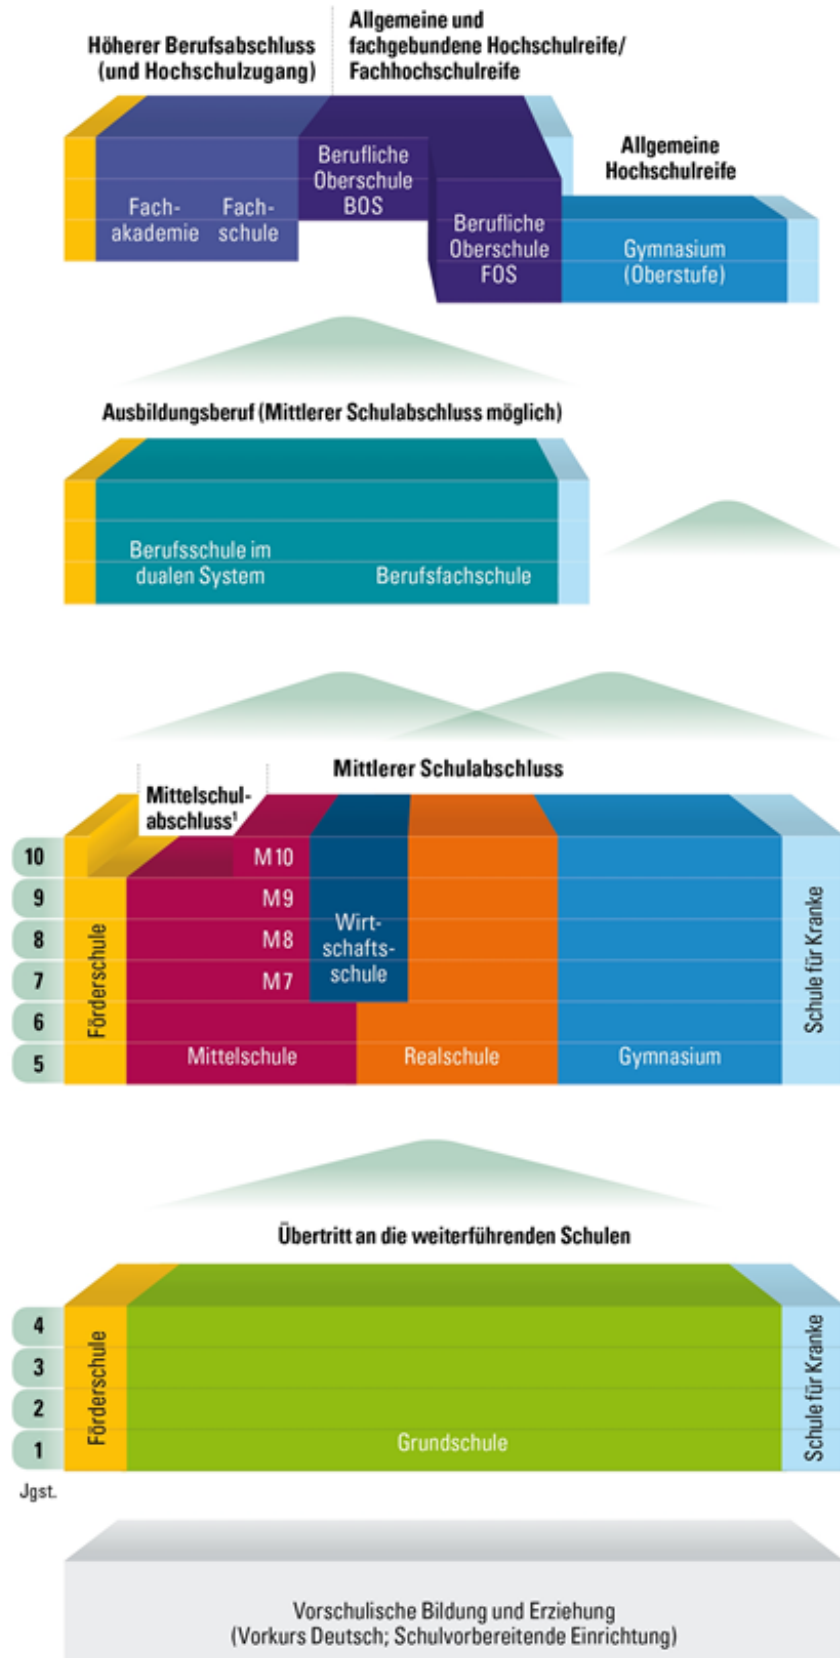 Höherer Berufsabschluss
(und Hochschulzugang)
Allgemeine und
fachgebundene Hochschulreife/
Fachhochschulreife
Allgemeine
Hochschulreife
Fach-
akademie
Fach-
schule
Berufliche
Oberschule
BOS
Berufliche
Oberschule
FOS
Gymnasium
(Oberstufe)
Ausbildungsberuf (Mittlerer Schulabschluss möglich)
Berufsschule im
dualen System
Berufsfachschule
Mittlerer Schulabschluss
Mittelschul-
abschluss¹
10
9
8
7
6
5
Förderschule
M10
M9
M8
M7
Mittelschule
Wirt-
schafts-
schule
Realschule
Gymnasium
Schule für Kranke
Übertritt an die weiterführenden Schulen
4
3
2
1
Jgst.
Förderschule
Grundschule
Schule für Kranke
Vorschulische Bildung und Erziehung
(Vorkurs Deutsch; Schulvorbereitende Einrichtung)